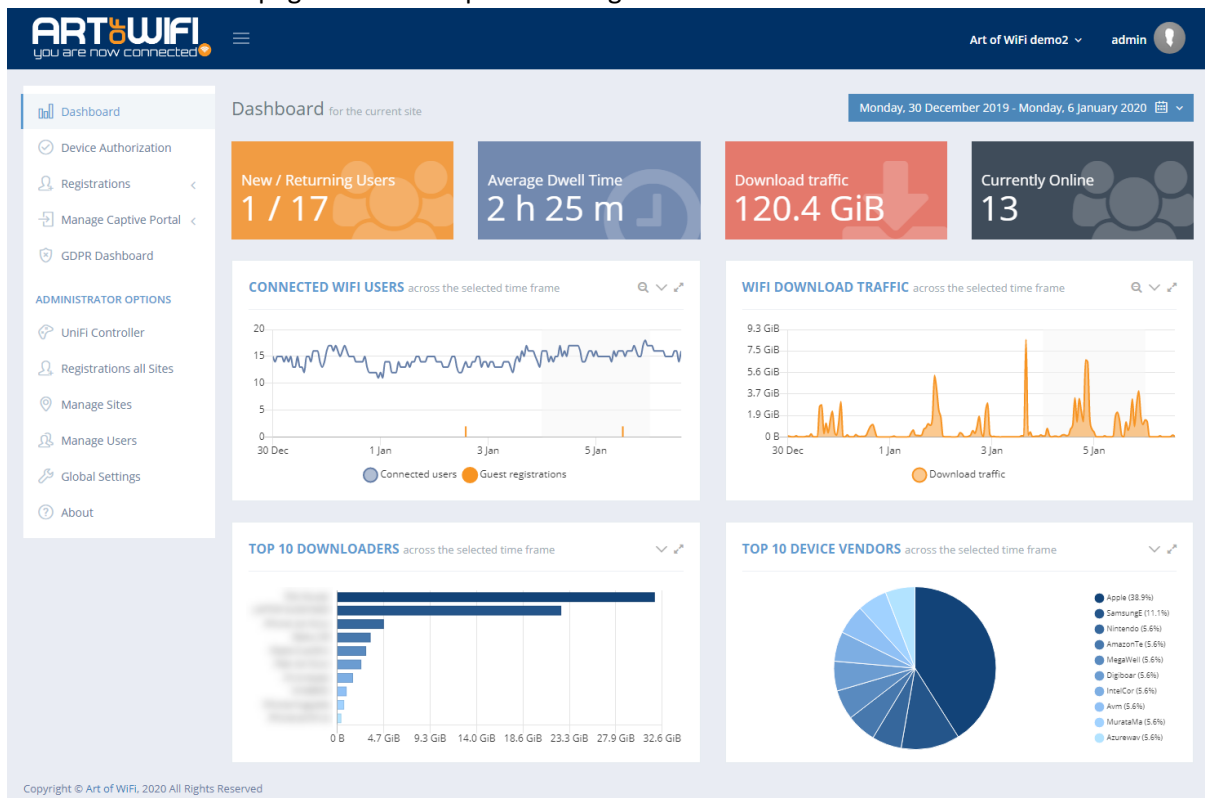 ART OF WIFI
you are now connected
Art of WiFi demo2
admin
Dashboard
Device Authorization
Registrations
Manage Captive Portal
GDPR Dashboard
ADMINISTRATOR OPTIONS
UniFi Controller
Registrations all Sites
Manage Sites
Manage Users
Global Settings
About
Dashboard for the current site
Monday, 30 December 2019 - Monday, 6 January 2020
New / Returning Users
1 / 17
Average Dwell Time
2 h 25 m
Download traffic
120.4 GiB
Currently Online
13
CONNECTED WIFI USERS across the selected time frame
20
15
10
5
0
30 Dec 1 Jan 3 Jan 5 Jan
Connected users Guest registrations
WIFI DOWNLOAD TRAFFIC across the selected time frame
9.3 GiB
7.5 GiB
5.6 GiB
3.7 GiB
1.9 GiB
0 B
30 Dec 1 Jan 3 Jan 5 Jan
Download traffic
TOP 10 DOWNLOADERS across the selected time frame
0 B 4.7 GiB 9.3 GiB 14.0 GiB 18.6 GiB 23.3 GiB 27.9 GiB 32.6 GiB
TOP 10 DEVICE VENDORS across the selected time frame
Apple (38.9%)
SamsungE (11.1%)
Nintendo (5.6%)
AmazonTe (5.6%)
MegaWell (5.6%)
Digiboar (5.6%)
IntelCor (5.6%)
Avm (5.6%)
MurataMa (5.6%)
Azurewav (5.6%)
Copyright © Art of WiFi, 2020 All Rights Reserved